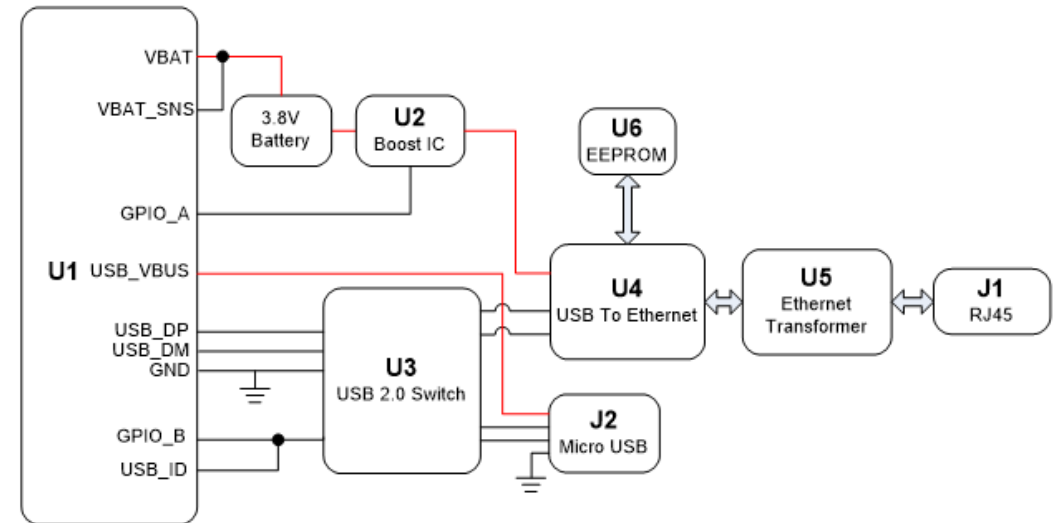 VBAT
VBAT_SNS
3.8V
Battery
U2
Boost IC
U6
EEPROM
GPIO_A
U1
USB_VBUS
U4
USB To Ethernet
U5
Ethernet
Transformer
J1
RJ45
USB_DP
USB_DM
GND
U3
USB 2.0 Switch
GPIO_B
USB_ID
J2
Micro USB